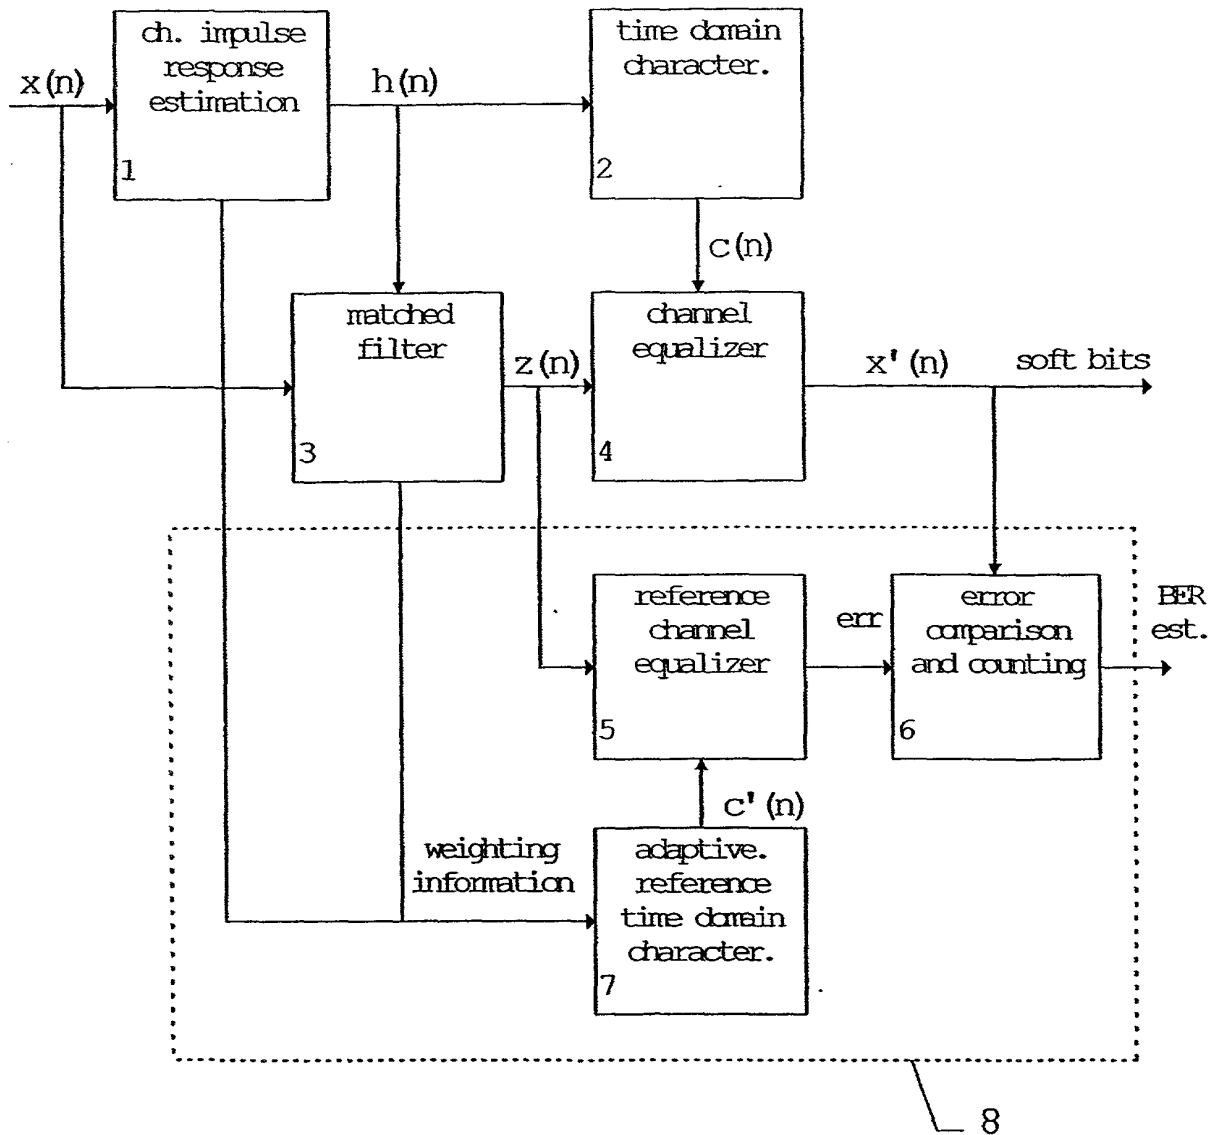 x(n)
ch. impulse
response
estimation
1
h(n)
time domain
character.
2
c(n)
matched
filter
3
z(n)
channel
equalizer
4
x'(n)
soft bits
reference
channel
equalizer
5
err
error
comparison
and counting
6
BER
est.
c'(n)
weighting
information
adaptive.
reference
time domain
character.
7
8